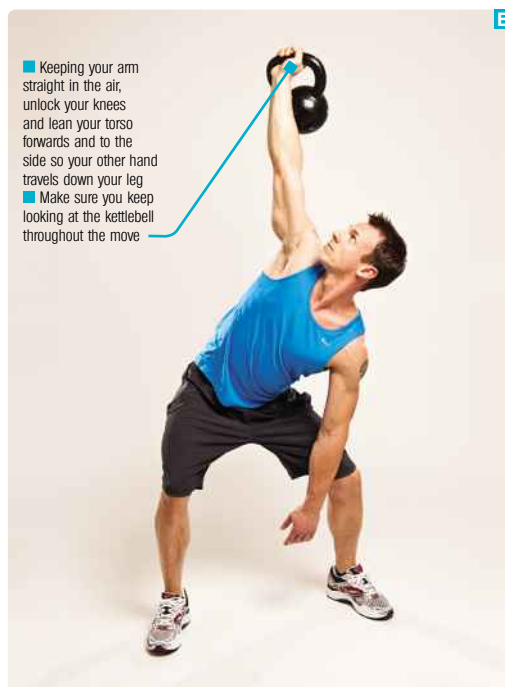 Keeping your arm
straight in the air,
unlock your knees
and lean your torso
forwards and to the
side so your other hand
travels down your leg
Make sure you keep
looking at the kettlebell
throughout the move